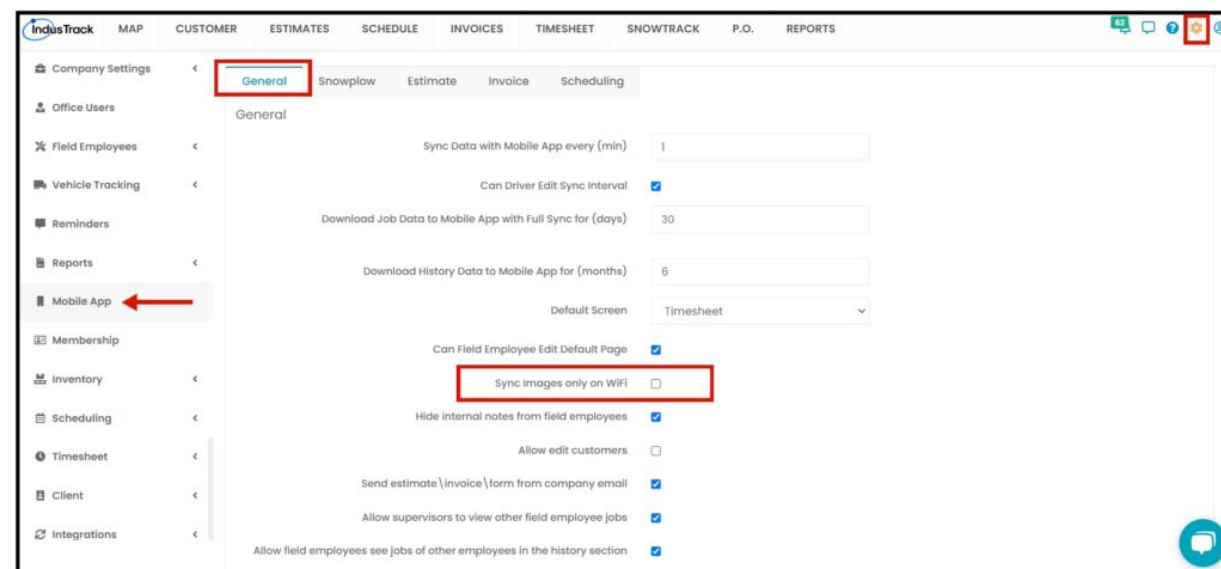 IndusTrack MAP CUSTOMER ESTIMATES SCHEDULE INVOICES TIMESHEET SNOWTRACK P.O. REPORTS 62
Company Settings
Office Users
Field Employees
Vehicle Tracking
Reminders
Reports
Mobile App
Membership
Inventory
Scheduling
Timesheet
Client
Integrations
General Snowplow Estimate Invoice Scheduling
General
Sync Data with Mobile App every (min) 1
Can Driver Edit Sync Interval
Download Job Data to Mobile App with Full Sync for (days) 30
Download History Data to Mobile App for (months) 6
Default Screen Timesheet
Can Field Employee Edit Default Page
Sync Images only on WiFi
Hide internal notes from field employees
Allow edit customers
Send estimate\invoice\form from company email
Allow supervisors to view other field employee jobs
Allow field employees see jobs of other employees in the history section